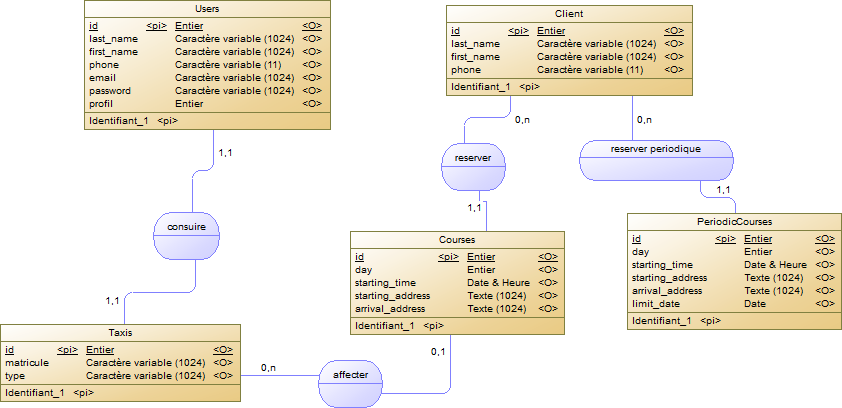 Users
id <pi> Entier <O>
last_name Caractère variable (1024) <O>
first_name Caractère variable (1024) <O>
phone Caractère variable (11) <O>
email Caractère variable (1024) <O>
password Caractère variable (1024) <O>
profil Entier <O>
Identifiant_1 <pi>
Client
id <pi> Entier <O>
last_name Caractère variable (1024) <O>
first_name Caractère variable (1024) <O>
phone Caractère variable (11) <O>
Identifiant_1 <pi>
0,n
0,n
1,1
reserver
reserver periodique
1,1
1,1
consuire
1,1
Courses
id <pi> Entier <O>
day Entier <O>
starting_time Date & Heure <O>
starting_address Texte (1024) <O>
arrival_address Texte (1024) <O>
Identifiant_1 <pi>
PeriodicCourses
id <pi> Entier <O>
day Entier <O>
starting_time Date & Heure <O>
starting_address Texte (1024) <O>
arrival_address Texte (1024) <O>
limit_date Date <O>
Identifiant_1 <pi>
Taxis
id <pi> Entier <O>
matricule Caractère variable (1024) <O>
type Caractère variable (1024) <O>
Identifiant_1 <pi>
0,n
affecter
0,1